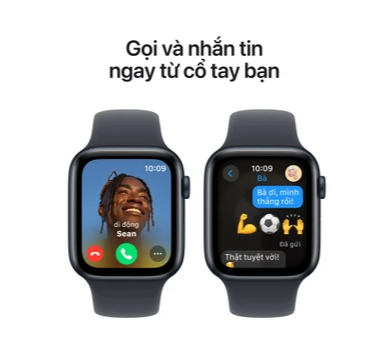 Gọi và nhắn tin
ngay từ cổ tay bạn
10:09
di động
Sean
10:09
Bà
Bà ơi, mình
thắng rồi!
Đã gửi
Thật tuyệt vời!